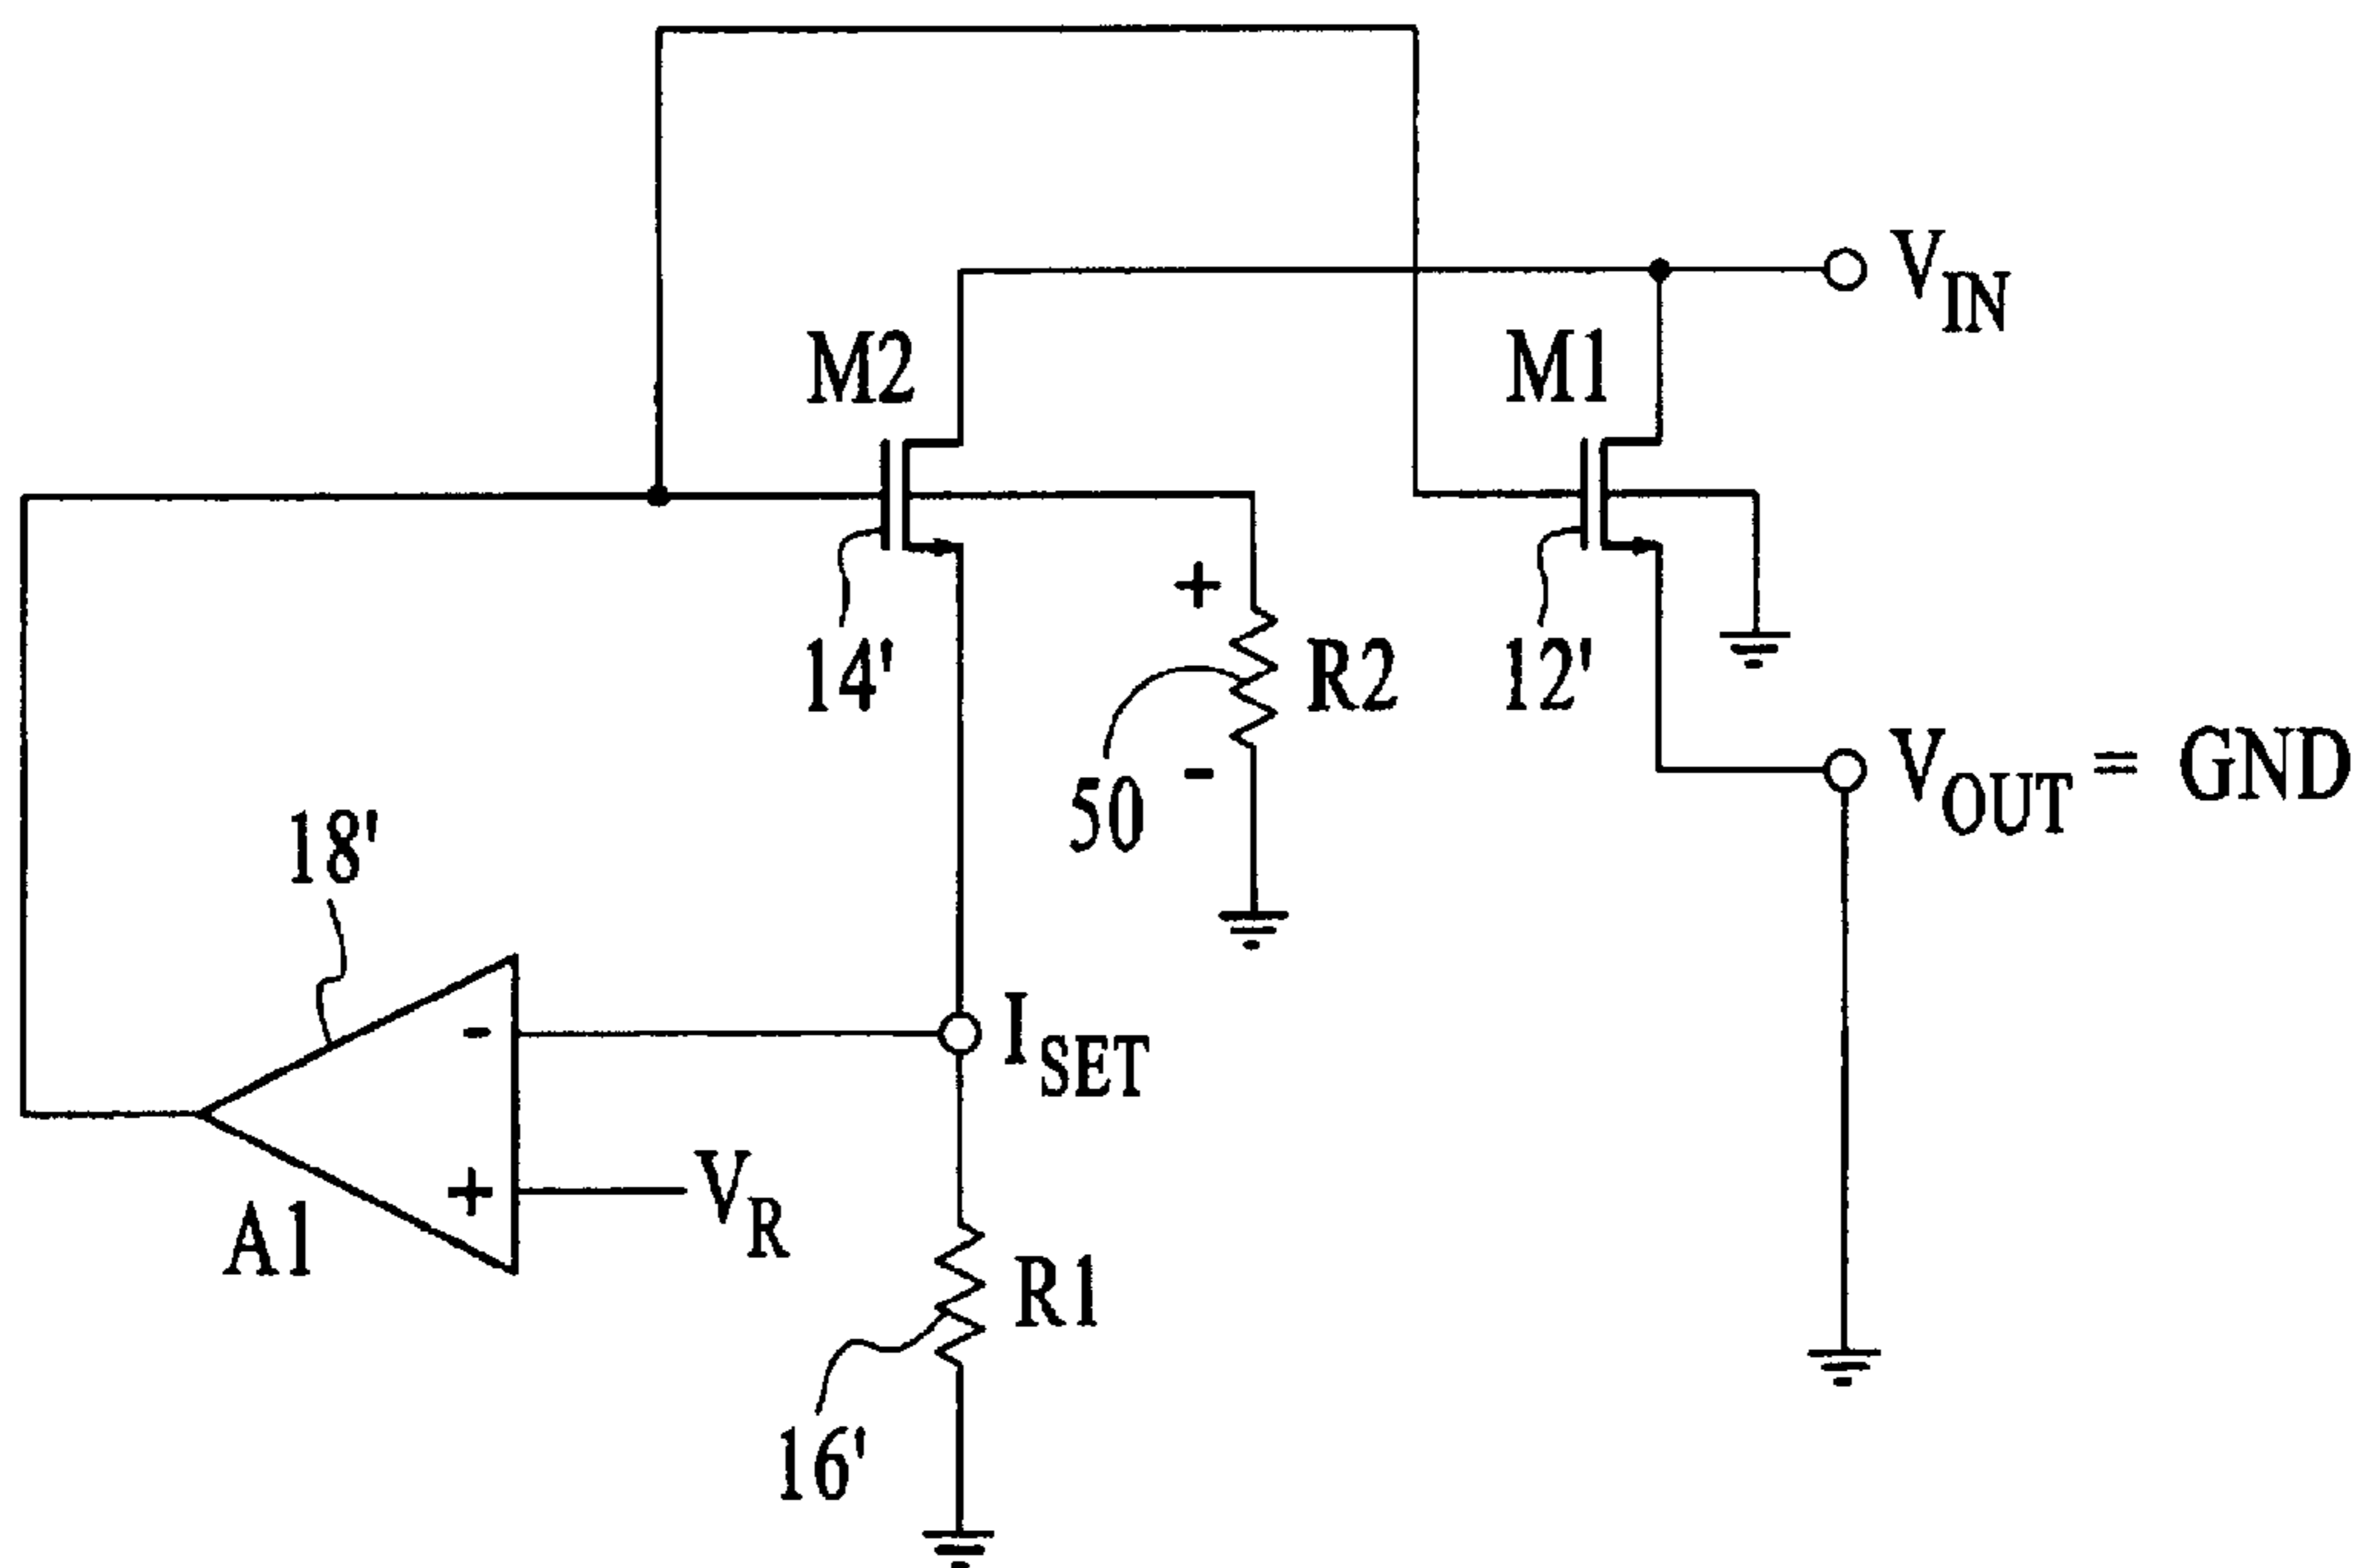 V_IN
M2
M1
+
14'
R2
12'
50
-
V_OUT = GND
18'
-
I_SET
+
V_R
A1
R1
16'